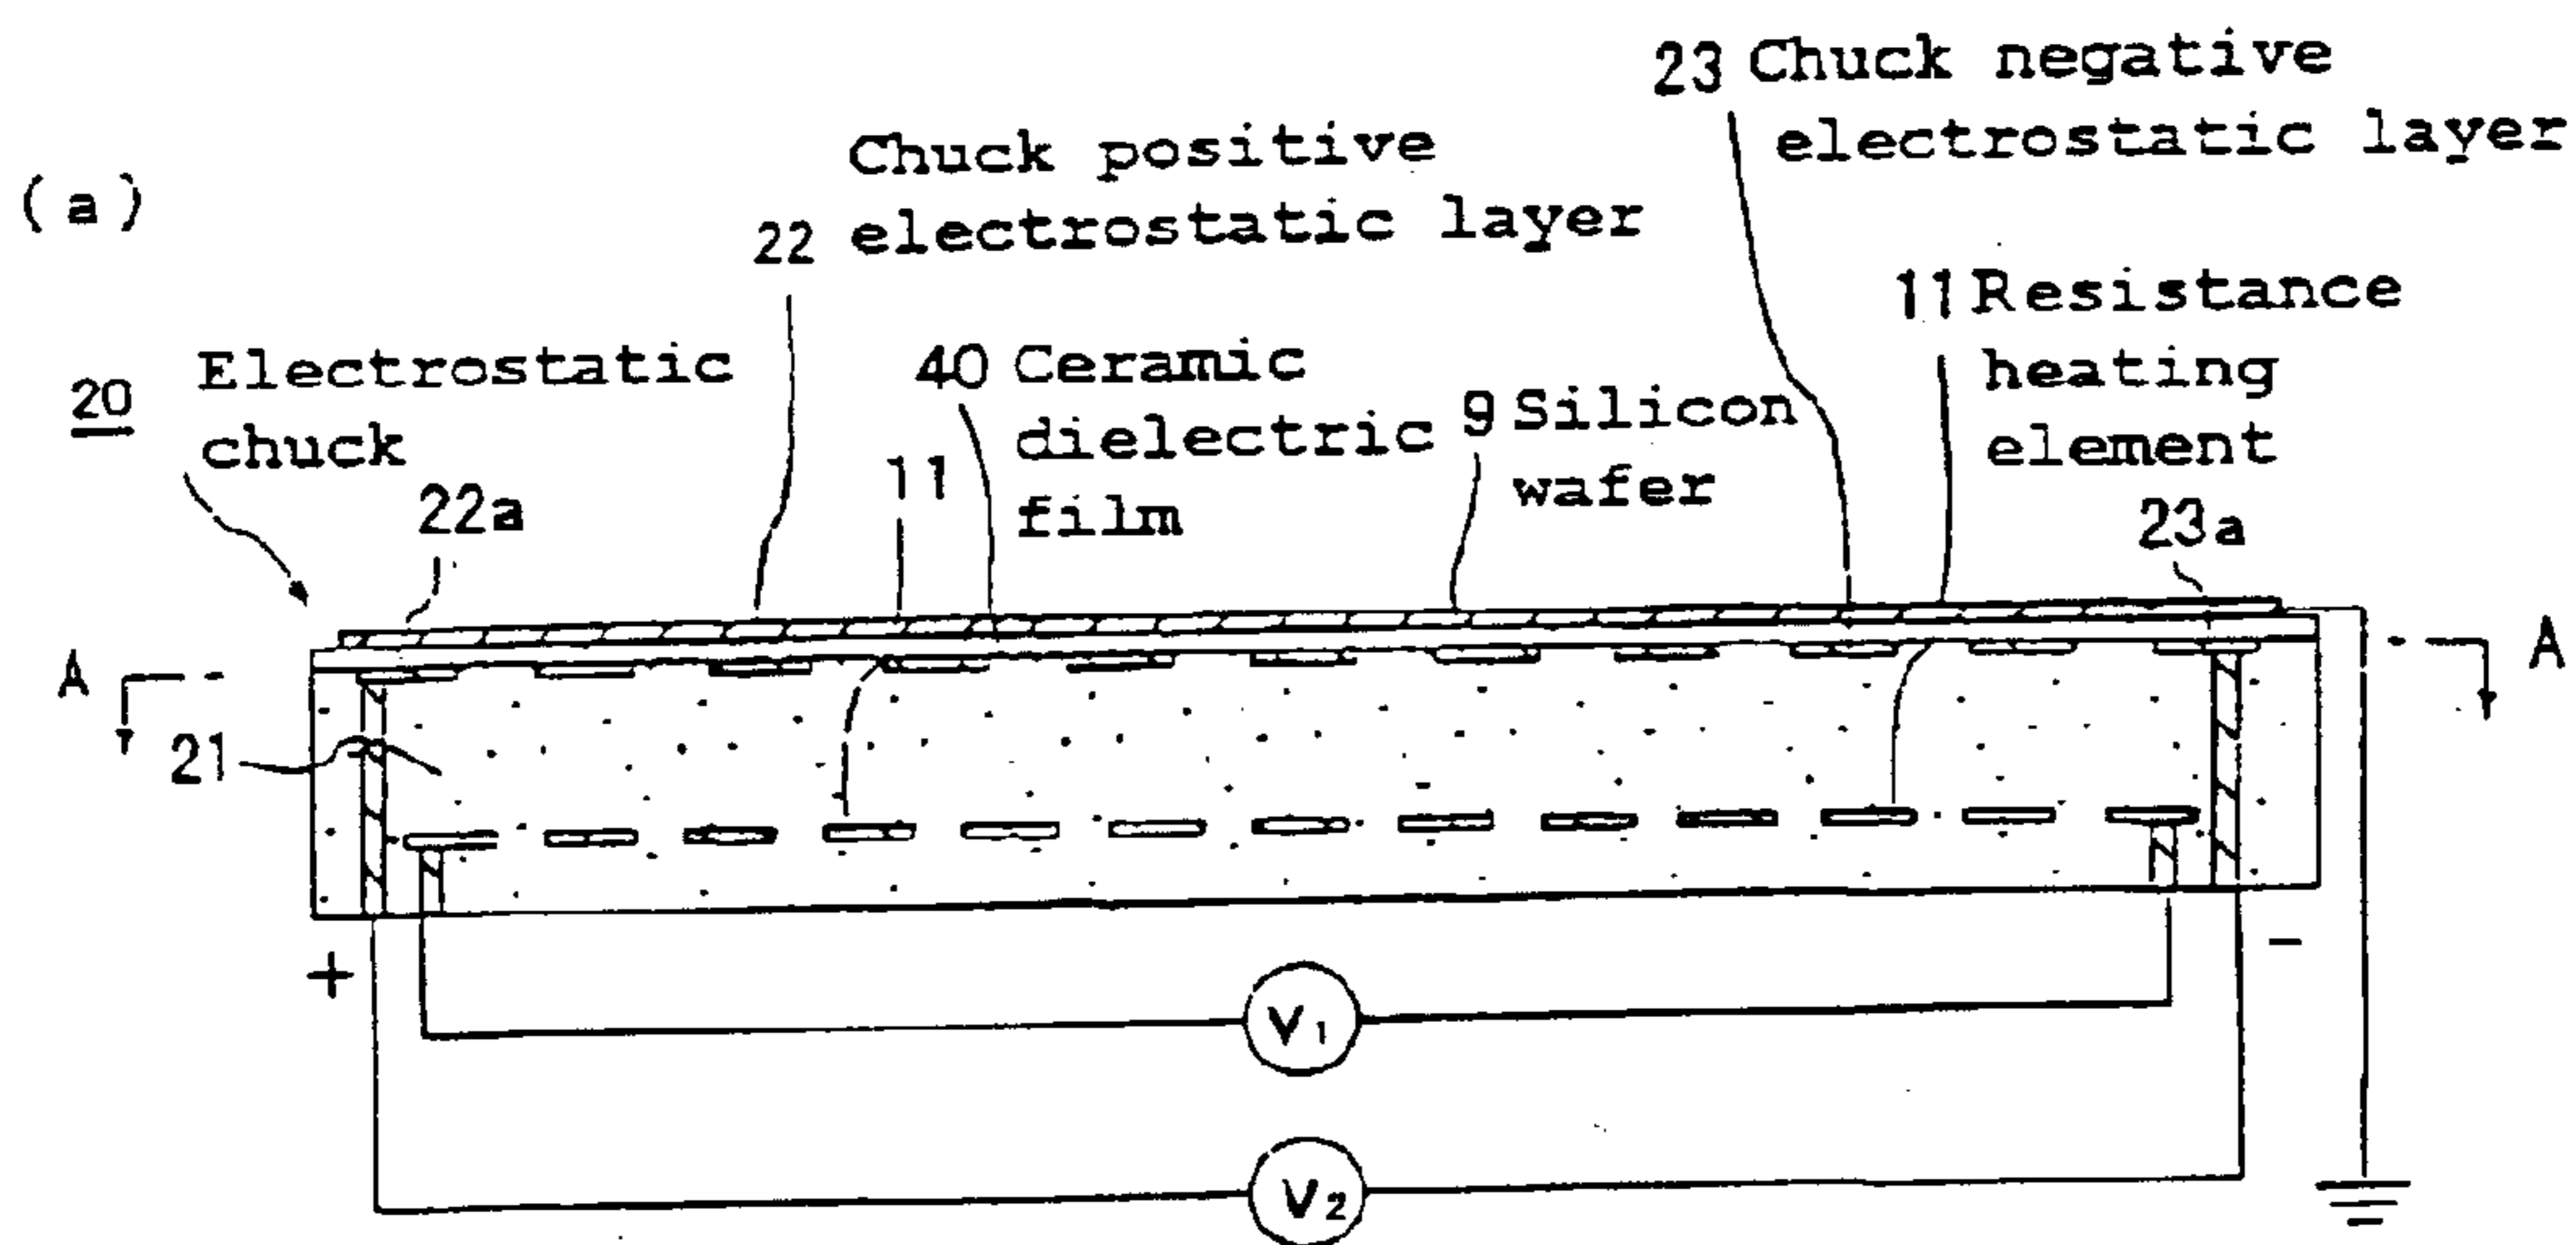 (a)
23 Chuck negative
electrostatic layer
Chuck positive
22 electrostatic layer
11 Resistance
heating
element
20 Electrostatic
chuck
40 Ceramic
dielectric
film
9 Silicon
wafer
11
22a
23a
A
A
21
+
-
V1
V2